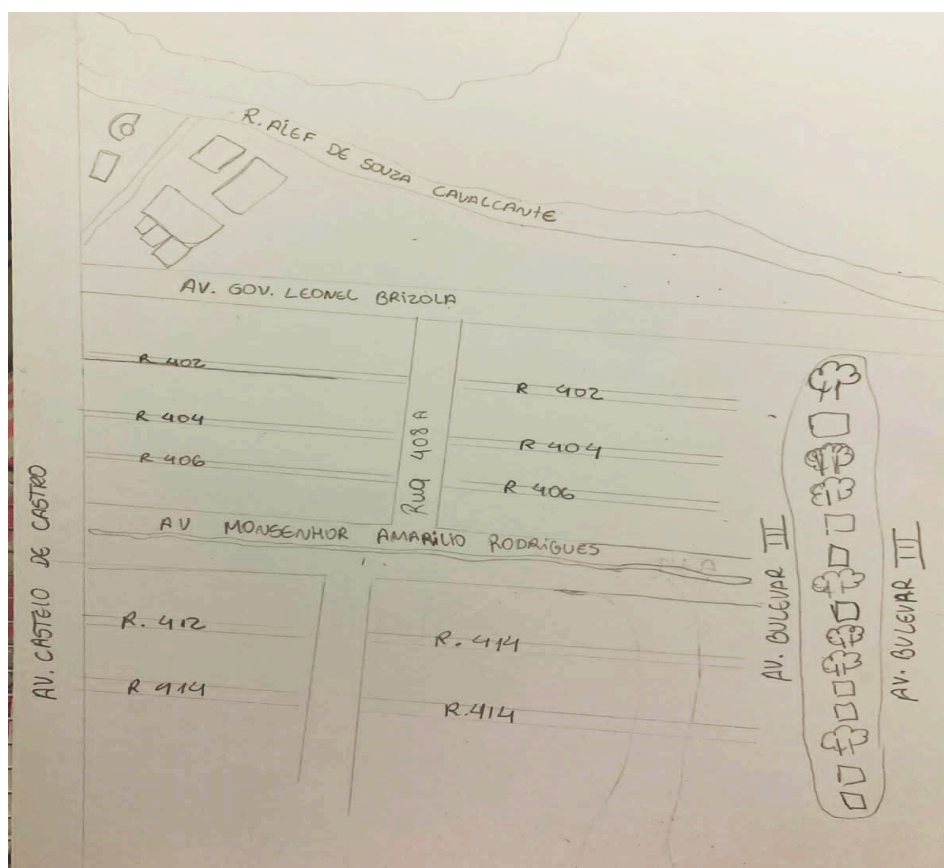 R. ALEF DE SOUZA CAVALCANTE
AV. GOV. LEONEL BRIZOLA
R 402
R 402
R 404
R 404
R 406
R 406
Rua 408 A
AV MONSENHOR AMARILIO RODRIGUES
R. 412
R. 414
R 914
R. 414
AV. CASTELO DE CASTRO
AV. BULEVAR III
AV. BULEVAR III